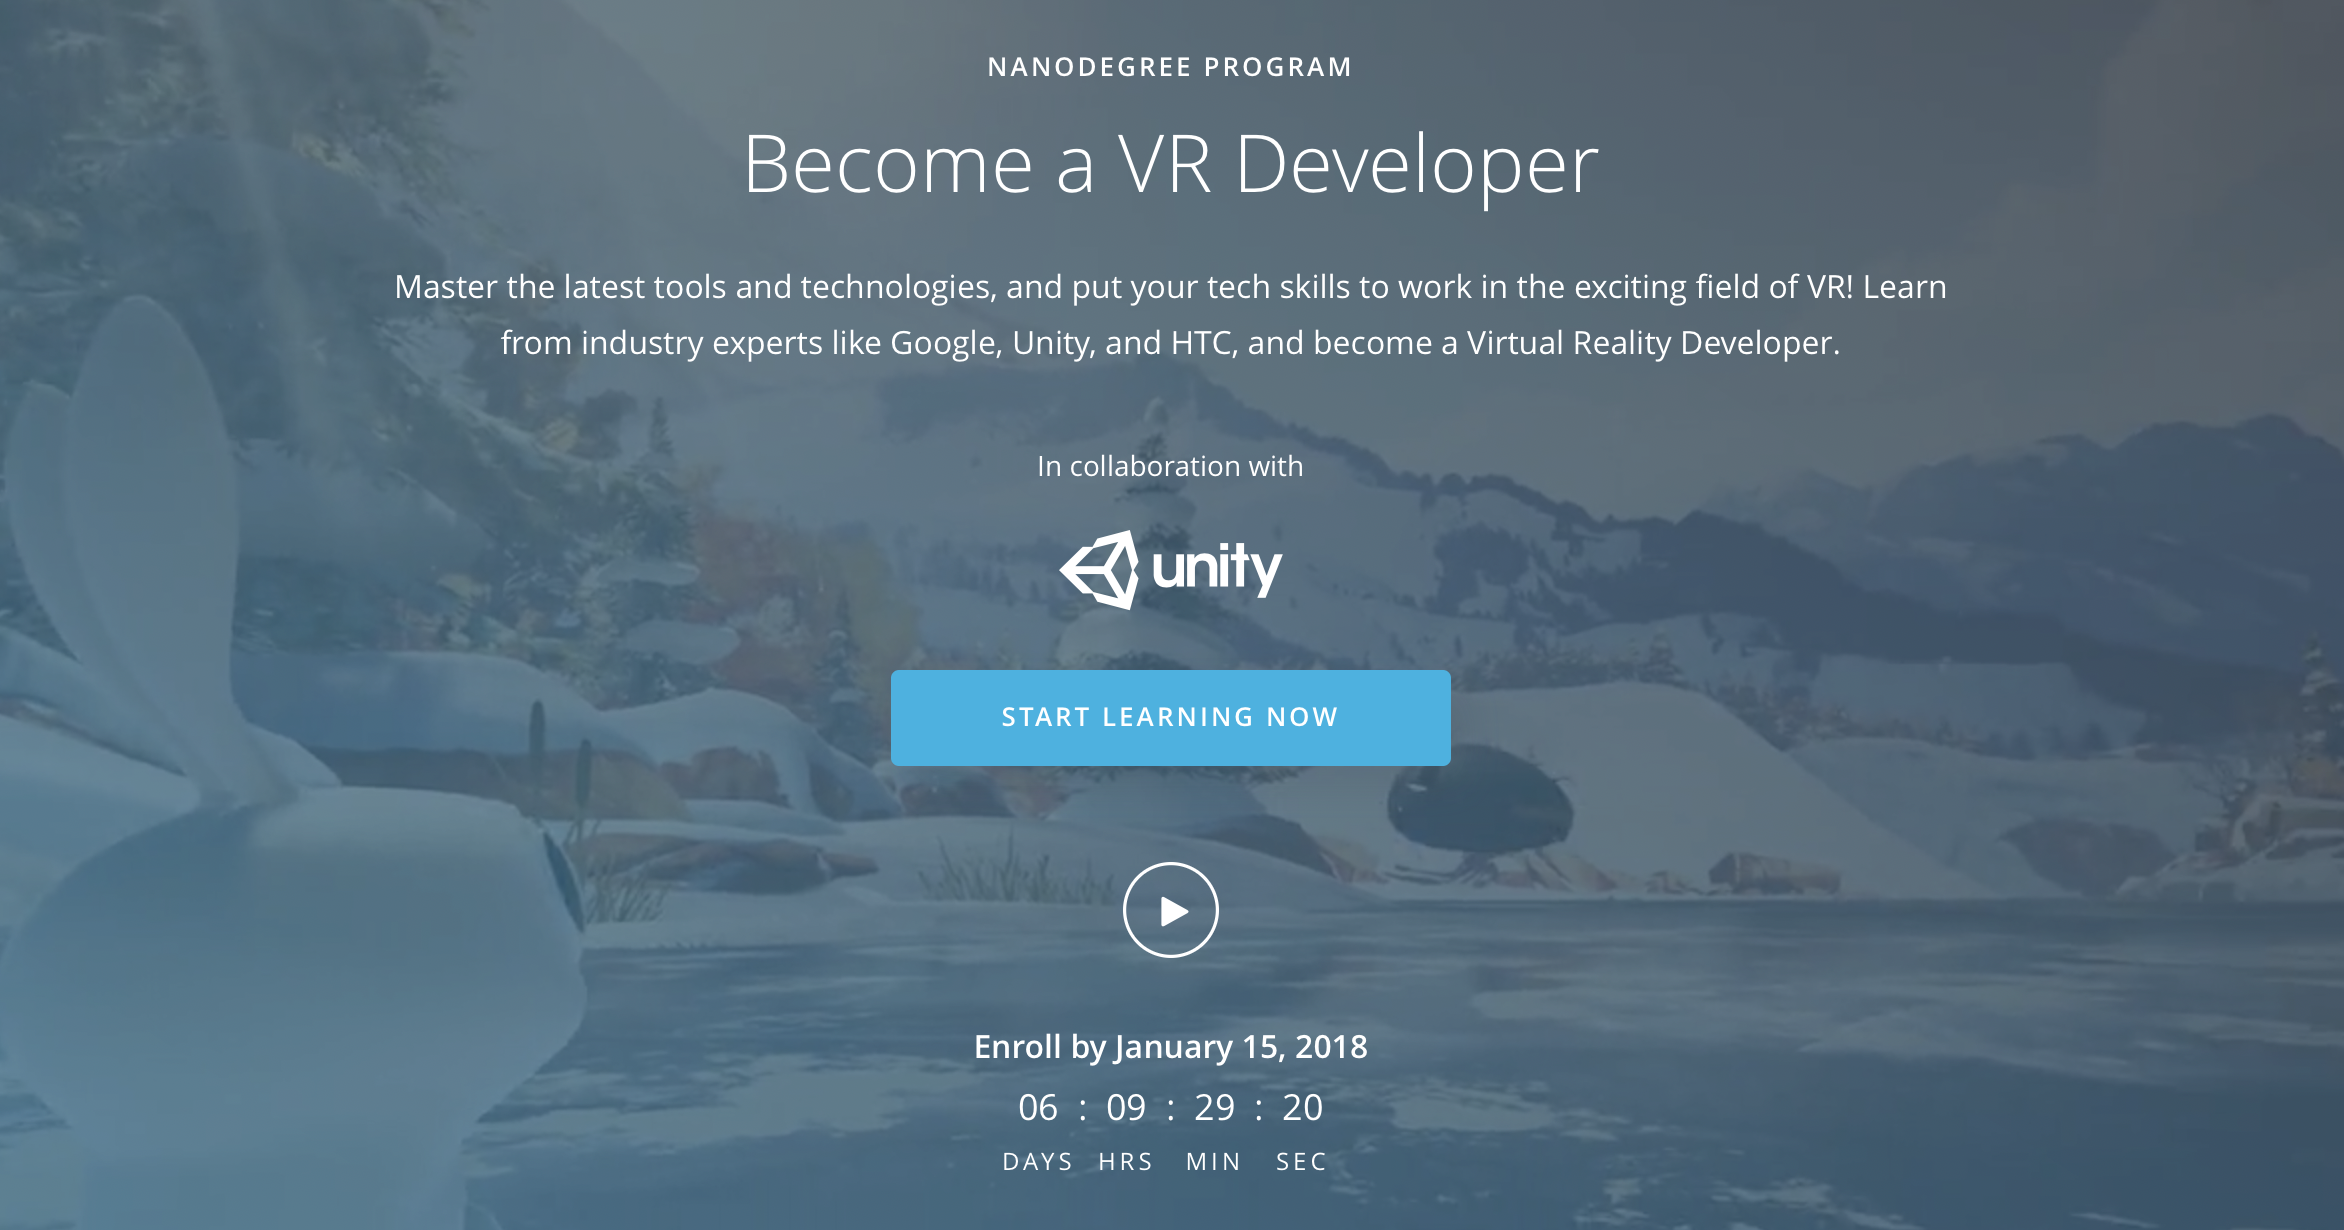 NANODEGREE PROGRAM
Become a VR Developer
Master the latest tools and technologies, and put your tech skills to work in the exciting field of VR! Learn
from industry experts like Google, Unity, and HTC, and become a Virtual Reality Developer.
In collaboration with
unity
START LEARNING NOW
Enroll by January 15, 2018
06 : 09 : 29 : 20
DAYS HRS MIN SEC